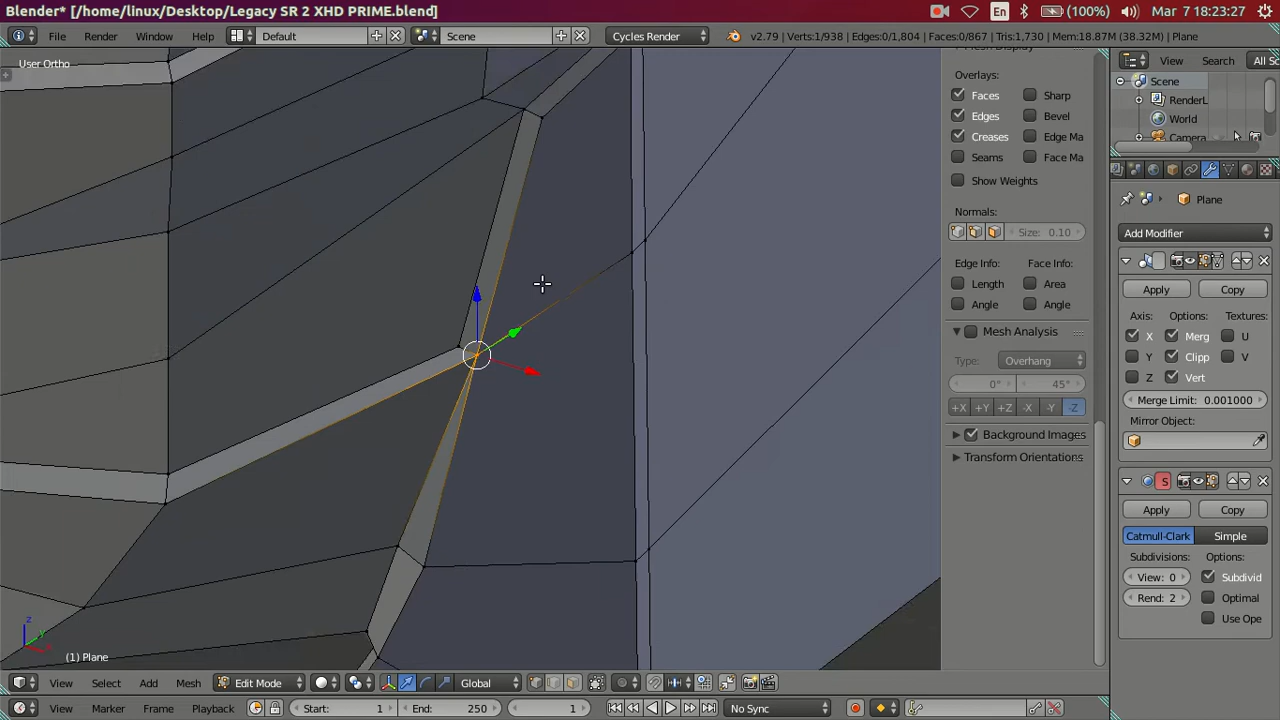 Blender* [/home/linux/Desktop/Legacy SR 2 XHD PRIME.blend]
En (100%) Mar 7 18:23:27
File Render Window Help Default Scene Cycles Render v2.79 | Verts:1/938 | Edges:0/1,804 | Faces:0/867 | Tris:1,730 | Mem:18.87M (38.32M) | Plane
User Ortho
Mesh Display
Overlays:
Faces Sharp
Edges Bevel
Creases Edge Ma
Seams Face Ma
Show Weights
Normals:
Size: 0.10
Edge Info: Face Info:
Length Area
Angle Angle
Mesh Analysis
Type: Overhang
0° 45°
+X +Y +Z -X -Y -Z
Background Images
Transform Orientations
View Search All Sc
Scene
RenderL
World
Camera
Plane
Add Modifier
Apply Copy
Axis: Options: Textures:
X Merg U
Y Clipp V
Z Vert
Merge Limit: 0.001000
Mirror Object:
S
Apply Copy
Catmull-Clark Simple
Subdivisions: Options:
View: 0 Subdivid
Rend: 2 Optimal
Use Ope
z
y
x
(1) Plane
View Select Add Mesh Edit Mode Global
View Marker Frame Playback Start: 1 End: 250 1 No Sync